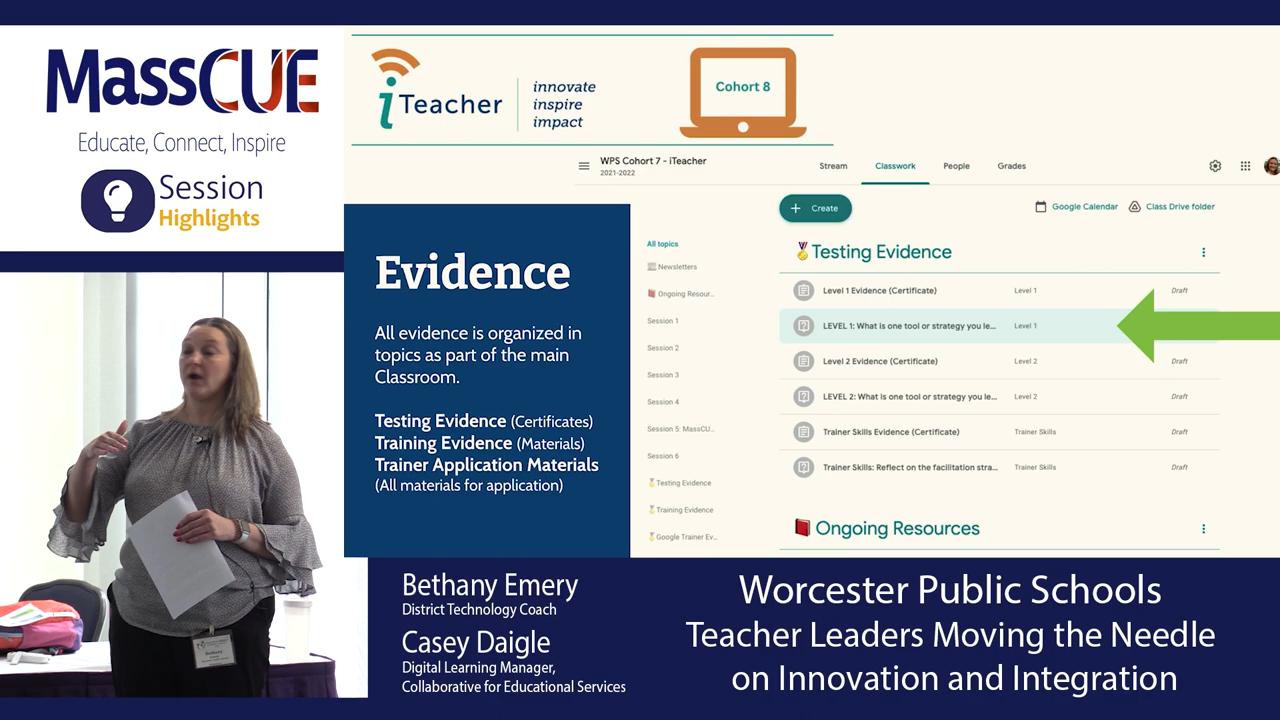 MassCUE
Educate, Connect, Inspire
Session
Highlights
iTeacher
innovate
inspire
impact
Cohort 8
WPS Cohort 7 - iTeacher
2021-2022
Stream
Classwork
People
Grades
Create
Google Calendar
Class Drive folder
Evidence
All evidence is organized in
topics as part of the main
Classroom.
Testing Evidence (Certificates)
Training Evidence (Materials)
Trainer Application Materials
(All materials for application)
All topics
Newsletters
Ongoing Resour...
Session 1
Session 2
Session 3
Session 4
Session 5: MassCU...
Session 6
Testing Evidence
Training Evidence
Google Trainer Ev...
Testing Evidence
Level 1 Evidence (Certificate) Level 1 Draft
LEVEL 1: What is one tool or strategy you le... Level 1
Level 2 Evidence (Certificate) Level 2 Draft
LEVEL 2: What is one tool or strategy you le... Level 2 Draft
Trainer Skills Evidence (Certificate) Trainer Skills Draft
Trainer Skills: Reflect on the facilitation stra... Trainer Skills Draft
Ongoing Resources
Bethany Emery
District Technology Coach
Casey Daigle
Digital Learning Manager,
Collaborative for Educational Services
Worcester Public Schools
Teacher Leaders Moving the Needle
on Innovation and Integration